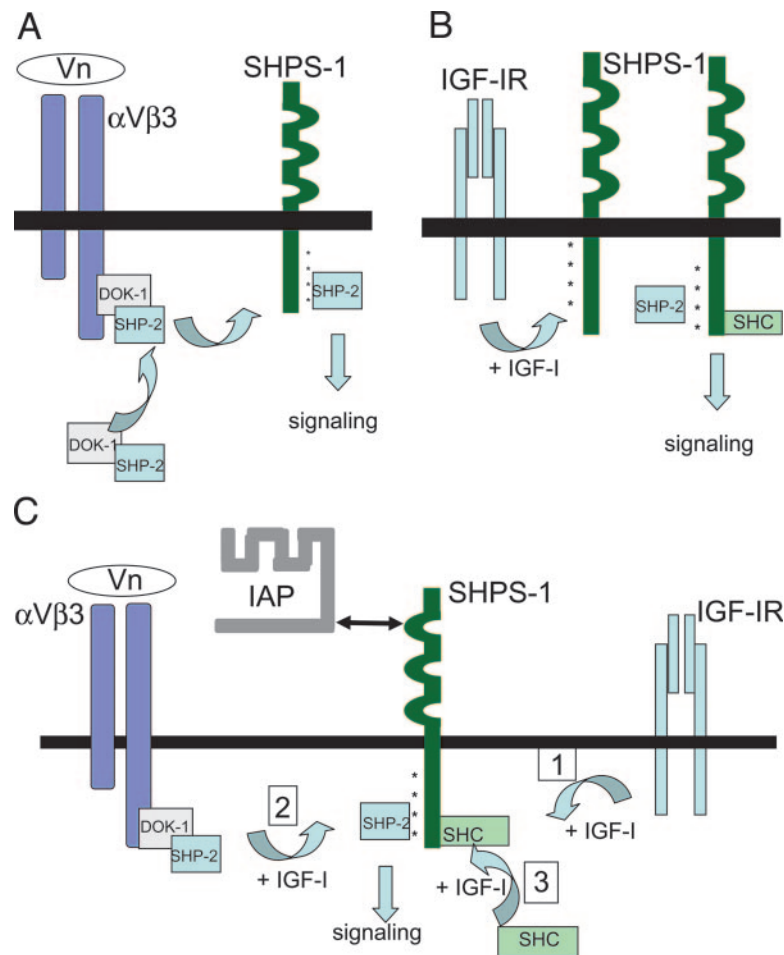 A
Vn
αVβ3
SHPS-1
DOK-1
SHP-2
SHP-2
signaling
DOK-1
SHP-2
B
IGF-IR
SHPS-1
+ IGF-I
SHP-2
SHC
signaling
C
Vn
αVβ3
IAP
SHPS-1
IGF-IR
1
+ IGF-I
DOK-1
SHP-2
2
+ IGF-I
SHP-2
SHC
+ IGF-I
3
signaling
SHC